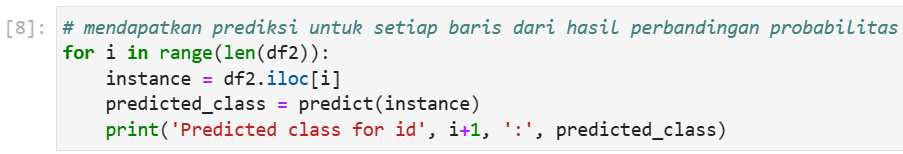 [8]: # mendapatkan prediksi untuk setiap baris dari hasil perbandingan probabilitas
for i in range(len(df2)):
    instance = df2.iloc[i]
    predicted_class = predict(instance)
    print('Predicted class for id', i+1, ':', predicted_class)